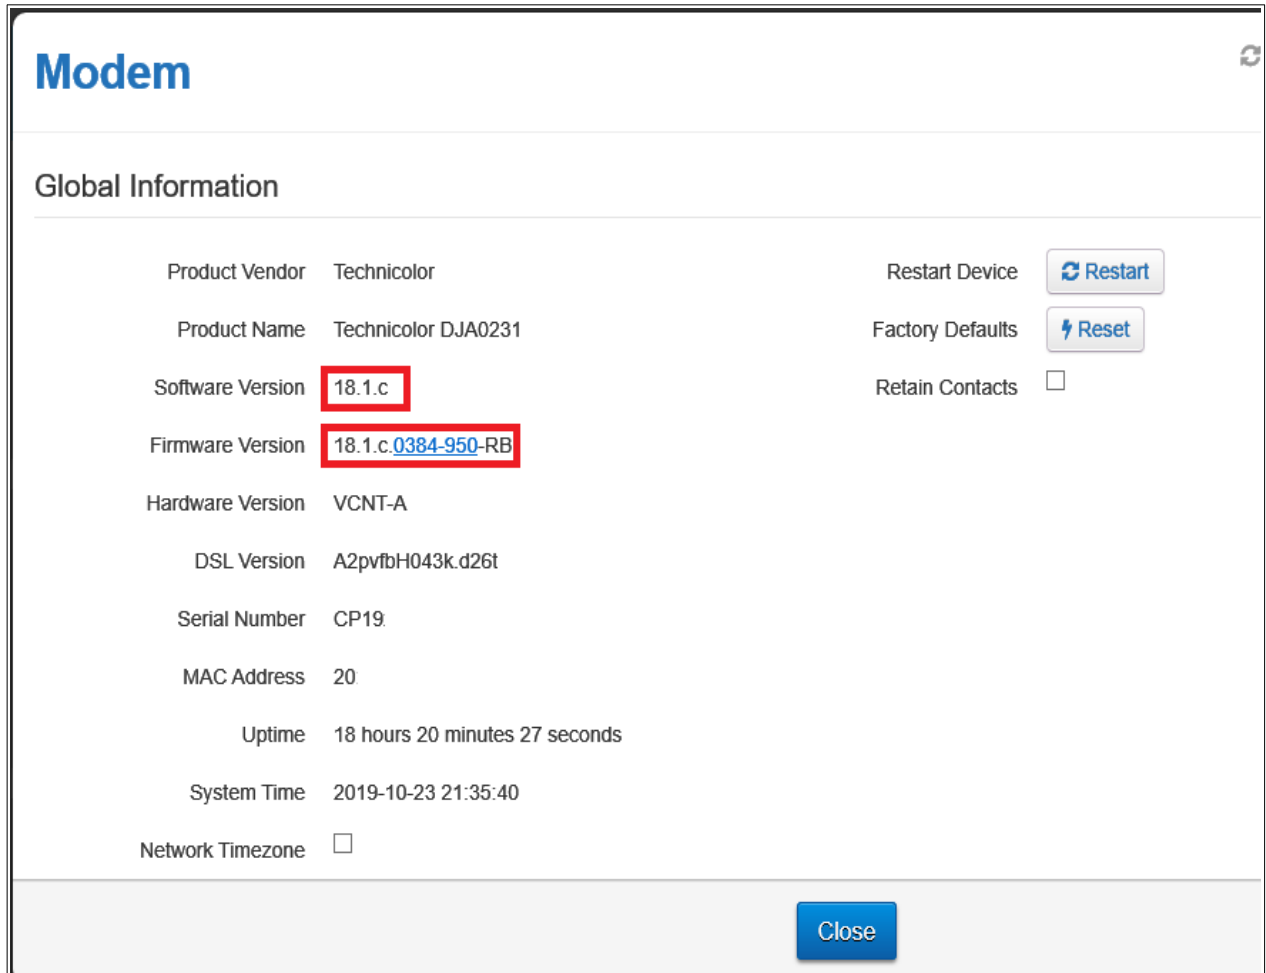 Modem
Global Information
Product Vendor Technicolor
Restart Device Restart
Product Name Technicolor DJA0231
Factory Defaults Reset
Software Version 18.1.c
Retain Contacts
Firmware Version 18.1.c.0384-950-RB
Hardware Version VCNT-A
DSL Version A2pvfbH043k.d26t
Serial Number CP19
MAC Address 20
Uptime 18 hours 20 minutes 27 seconds
System Time 2019-10-23 21:35:40
Network Timezone
Close